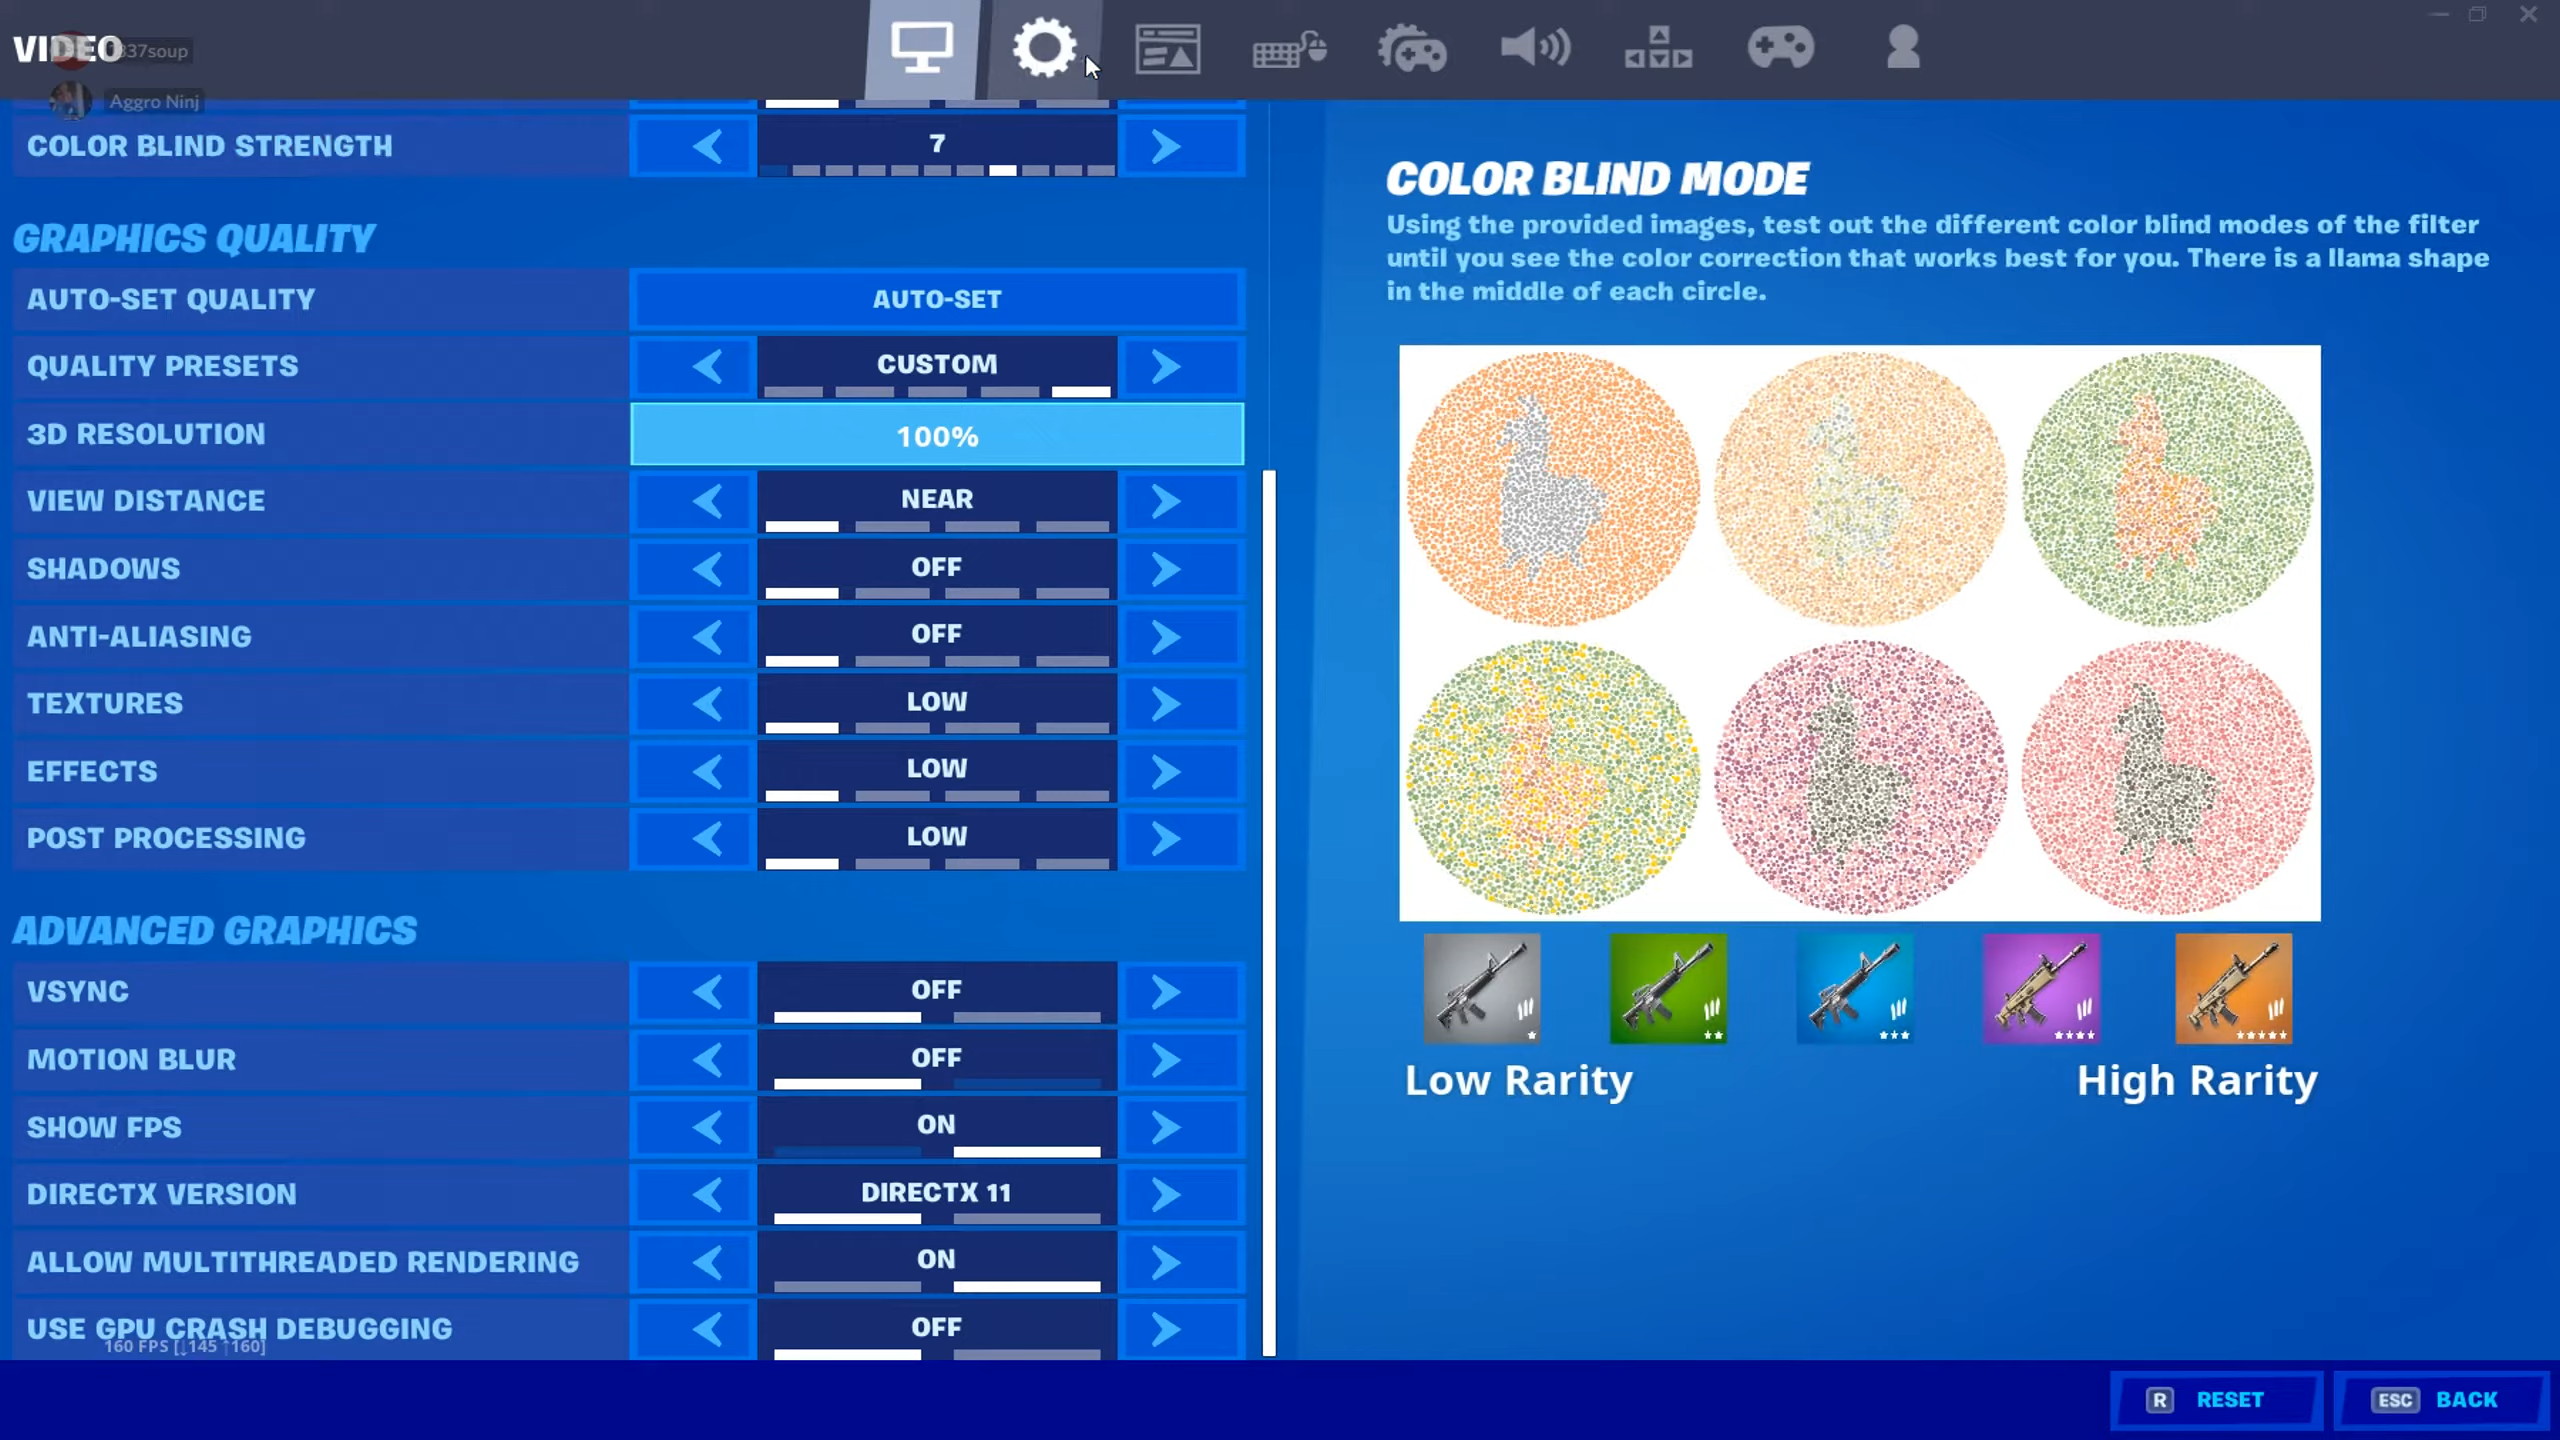 VIDEO
337soup
Aggro Ninj
COLOR BLIND STRENGTH
7
GRAPHICS QUALITY
AUTO-SET QUALITY
AUTO-SET
QUALITY PRESETS
CUSTOM
3D RESOLUTION
100%
VIEW DISTANCE
NEAR
SHADOWS
OFF
ANTI-ALIASING
OFF
TEXTURES
LOW
EFFECTS
LOW
POST PROCESSING
LOW
ADVANCED GRAPHICS
VSYNC
OFF
MOTION BLUR
OFF
SHOW FPS
ON
DIRECTX VERSION
DIRECTX 11
ALLOW MULTITHREADED RENDERING
ON
USE GPU CRASH DEBUGGING
OFF
160 FPS [↓145 ↑160]
COLOR BLIND MODE
Using the provided images, test out the different color blind modes of the filter
until you see the color correction that works best for you. There is a llama shape
in the middle of each circle.
Low Rarity
High Rarity
R RESET
ESC BACK